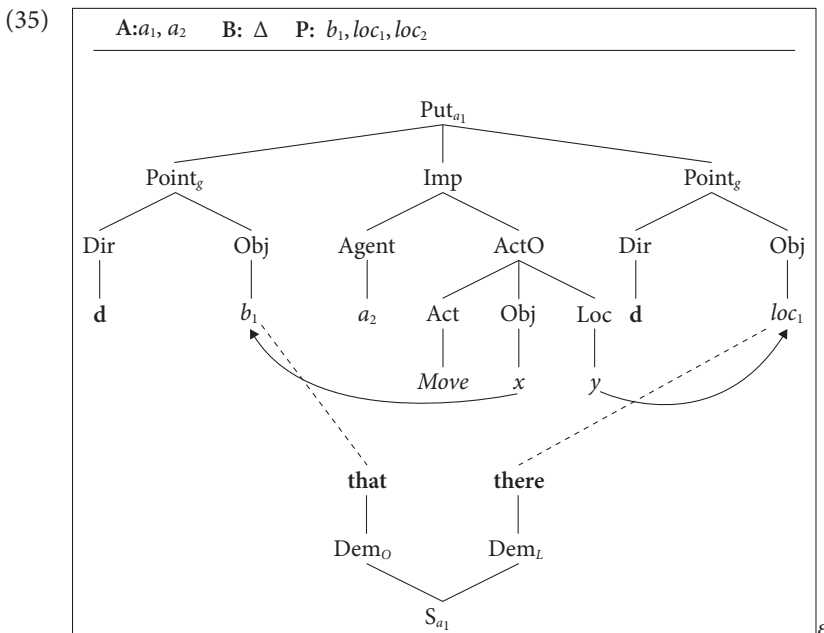 (35)
A:a₁, a₂ B: Δ P: b₁, loc₁, loc₂
Put_a₁
Point_g Imp Point_g
Dir Obj Agent ActO Dir Obj
d b₁ a₂ Act Obj Loc d loc₁
Move x y
that there
Dem_O Dem_L
S_a₁